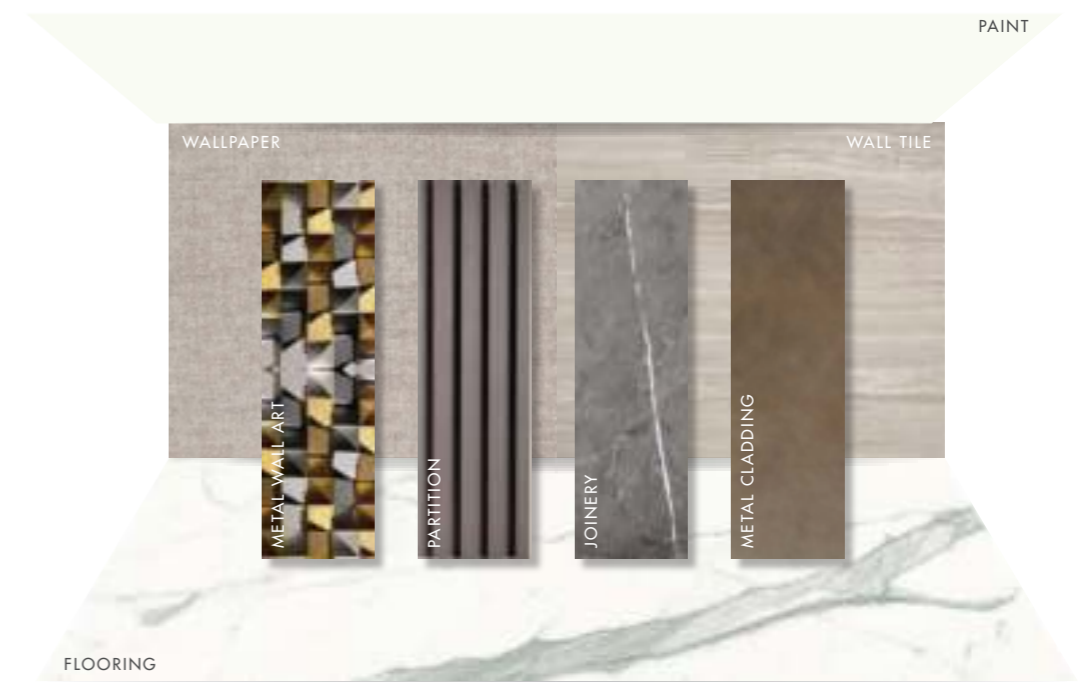 PAINT
WALLPAPER
WALL TILE
METAL WALL ART
PARTITION
JOINERY
METAL CLADDING
FLOORING